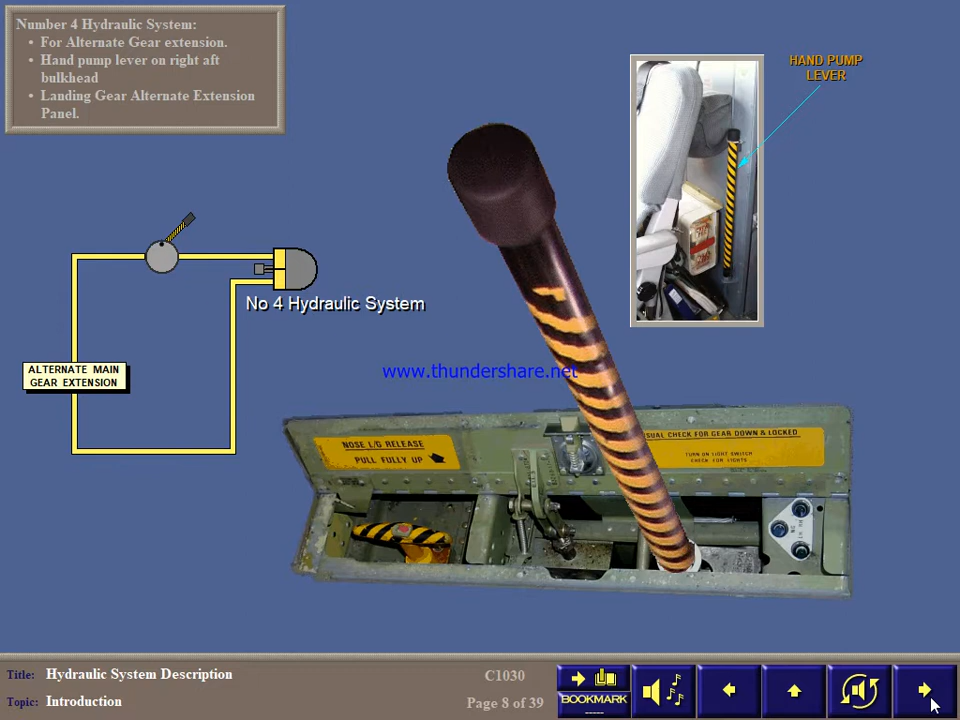 Number 4 Hydraulic System:
• For Alternate Gear extension.
• Hand pump lever on right aft
bulkhead
• Landing Gear Alternate Extension
Panel.
HAND PUMP
LEVER
No 4 Hydraulic System
www.thundershare.net
ALTERNATE MAIN
GEAR EXTENSION
NOSE L/G RELEASE
PULL FULLY UP
CHECK FOR GEAR DOWN & LOCKED
TURN ON LIGHT SWITCH
CHECK FOR LIGHTS
Title: Hydraulic System Description
C1030
Topic: Introduction
Page 8 of 39
BOOKMARK